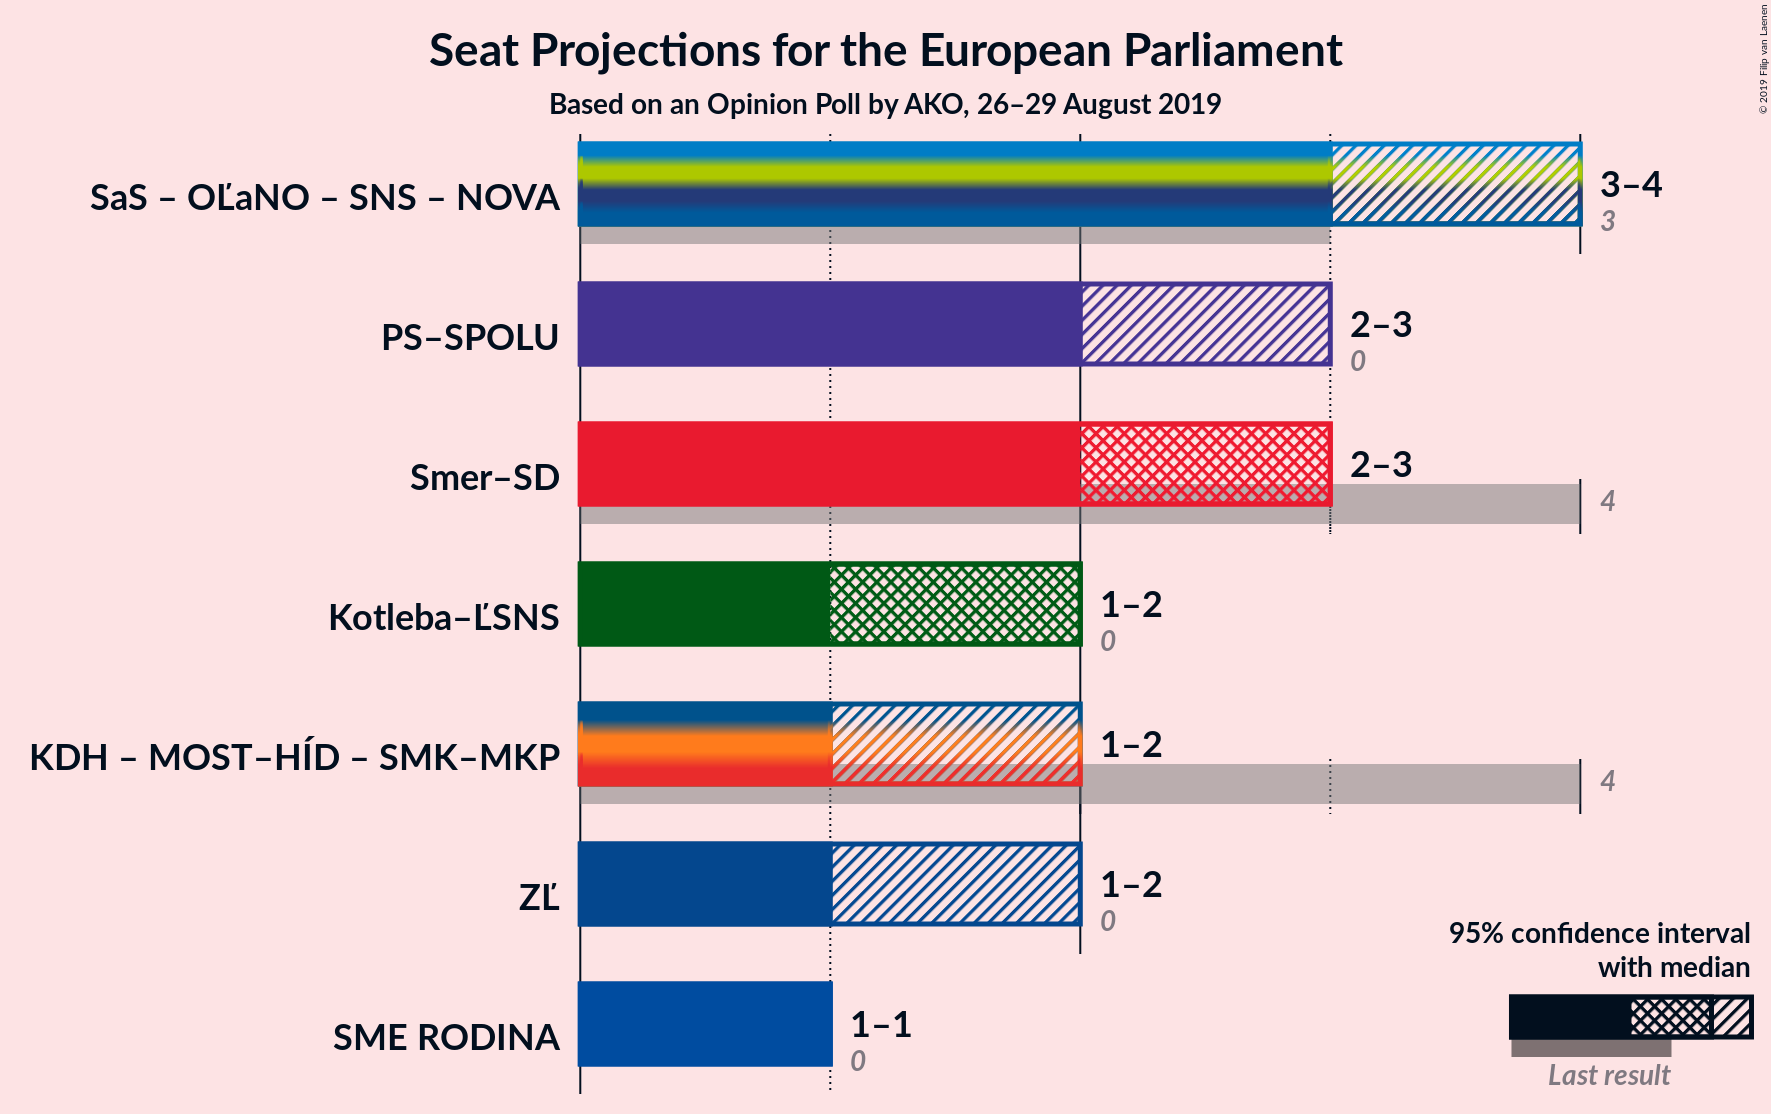 Seat Projections for the European Parliament
Based on an Opinion Poll by AKO, 26–29 August 2019
© 2019 Filip van Laenen
SaS – OĽaNO – SNS – NOVA
3–4
3
PS–SPOLU
2–3
0
Smer–SD
2–3
4
Kotleba–ĽSNS
1–2
0
KDH – MOST–HÍD – SMK–MKP
1–2
4
ZĽ
1–2
0
SME RODINA
1–1
0
95% confidence interval
with median
Last result